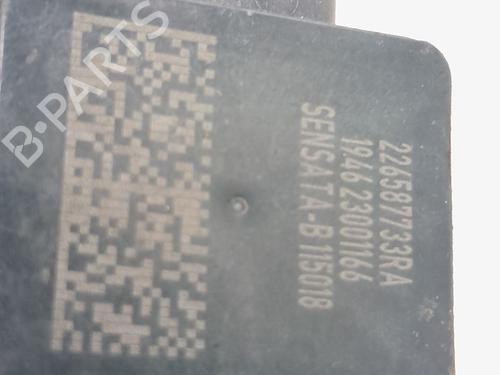 226587733RA
1946 23001166
SENSATA-B 115018
B-PARTS